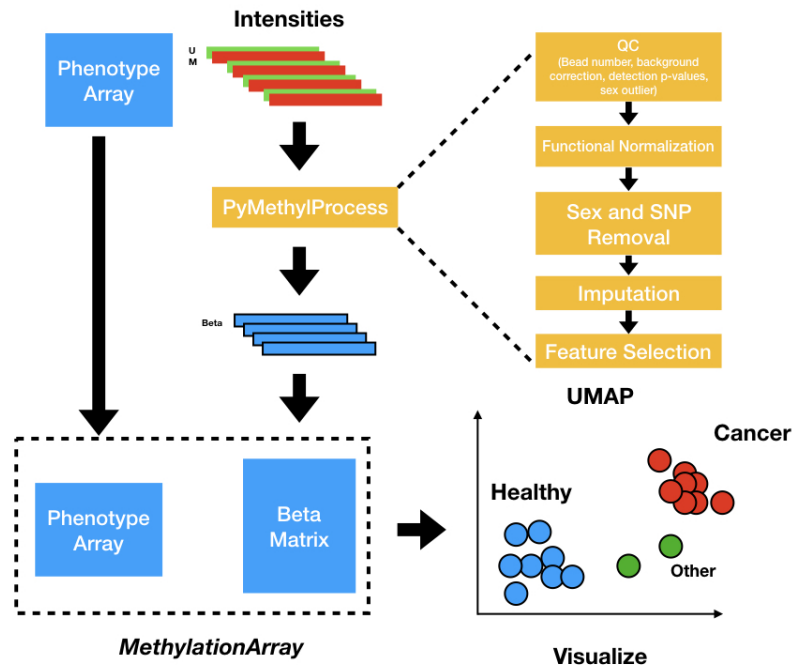 Intensities
U
M
Phenotype
Array
QC
(Bead number, background
correction, detection p-values,
sex outlier)
Functional Normalization
PyMethylProcess
Sex and SNP
Removal
Imputation
Beta
Feature Selection
UMAP
Cancer
Healthy
Other
Phenotype
Array
Beta
Matrix
MethylationArray
Visualize